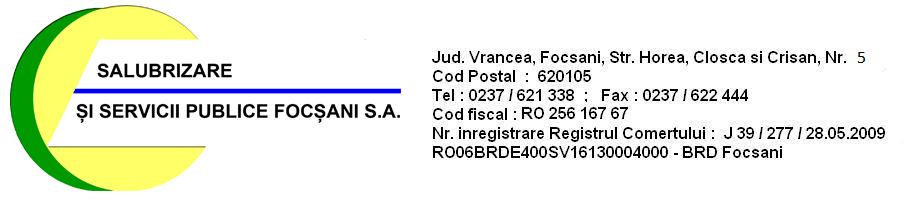 SALUBRIZARE
ȘI SERVICII PUBLICE FOCȘANI S.A.
Jud. Vrancea, Focsani, Str. Horea, Closca si Crisan, Nr. 5
Cod Postal : 620105
Tel : 0237 / 621 338 ; Fax : 0237 / 622 444
Cod fiscal : RO 256 167 67
Nr. inregistrare Registrul Comertului : J 39 / 277 / 28.05.2009
RO06BRDE400SV16130004000 - BRD Focsani